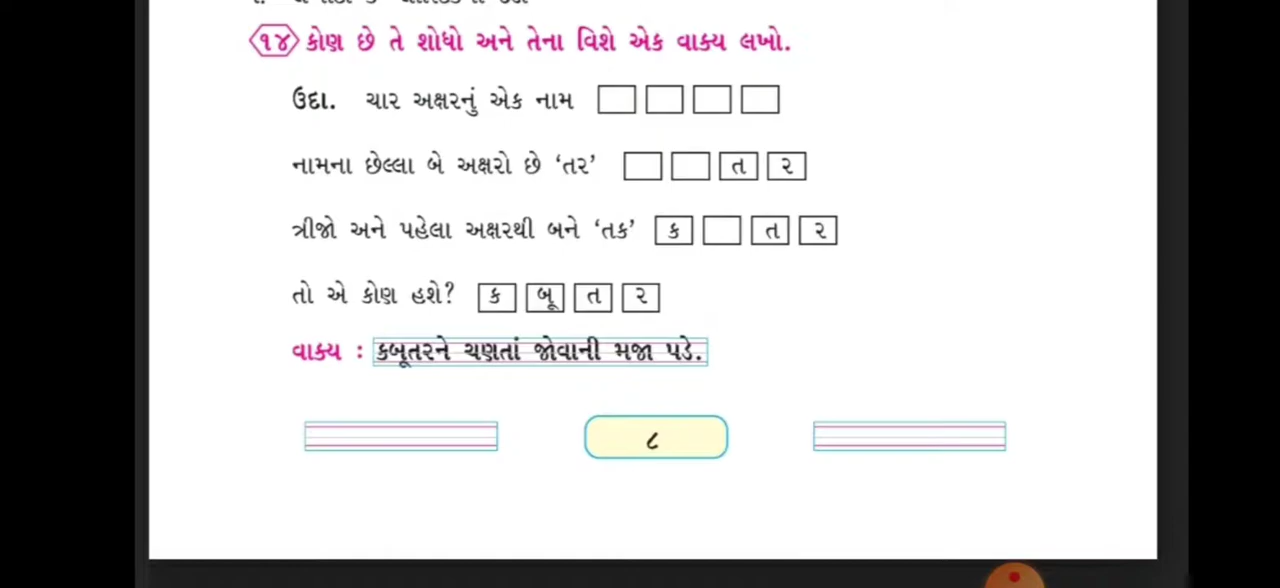 ૧૪ કોણ છે તે શોધો અને તેના વિશે એક વાક્ય લખો.
ઉદા. ચાર અક્ષરનું એક નામ
નામના છેલ્લા બે અક્ષરો છે ‘તર’ ત ર
ત્રીજો અને પહેલા અક્ષરથી બને ‘તક’ ક ત ર
તો એ કોણ હશે? ક બૂ ત ર
વાક્ય : કબૂતરને ચણતાં જોવાની મજા પડે.
૮